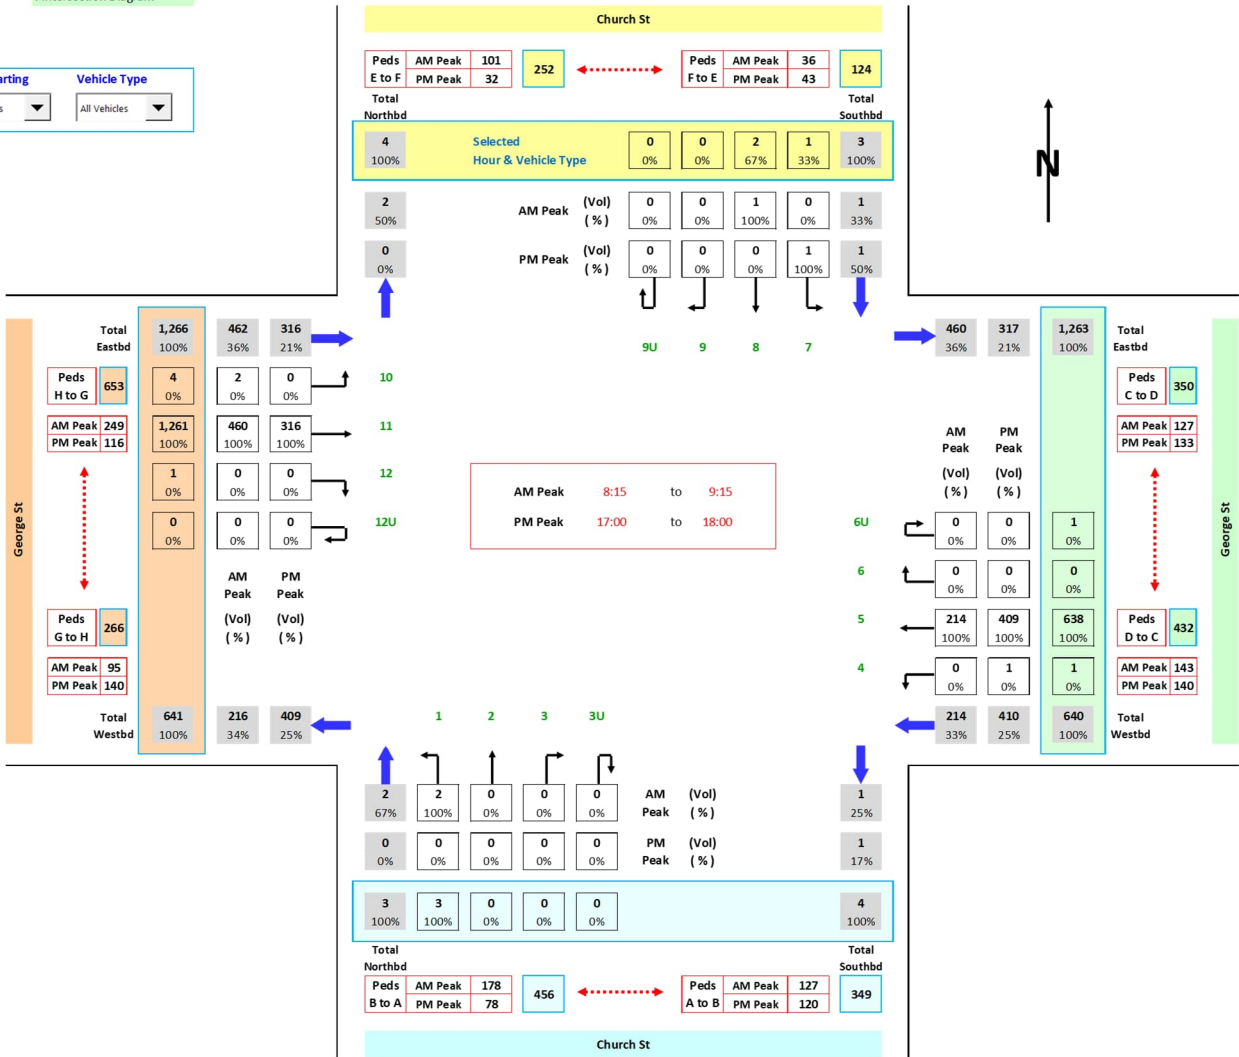 Church St
Peds E to F AM Peak 101 252 Peds F to E AM Peak 36 124
PM Peak 32 PM Peak 43
arting Vehicle Type
s All Vehicles
Total Northbd Total Southbd
4 Selected 0 0 2 1 3
100% Hour & Vehicle Type 0% 0% 67% 33% 100%
N
2 AM Peak (Vol) 0 0 1 0 1
50% (%) 0% 0% 100% 0% 33%
0 PM Peak (Vol) 0 0 0 1 1
0% (%) 0% 0% 0% 100% 50%
9U 9 8 7
Total Eastbd 1,266 462 316
100% 36% 21%
460 317 1,263 Total Eastbd
36% 21% 100%
Peds H to G 653 4 2 0 10
0% 0% 0%
Peds C to D 350
AM Peak 249 1,261 460 316 11
PM Peak 116 100% 100% 100%
AM Peak PM Peak
AM Peak 127
PM Peak 133
(Vol) (Vol)
(%) (%)
1 0 0 12
0% 0% 0%
AM Peak 8:15 to 9:15
PM Peak 17:00 to 18:00
George St
George St
0 0 0 12U
0% 0% 0%
6U 0 0 1
0% 0% 0%
6 0 0 0
0% 0% 0%
AM Peak PM Peak
(Vol) (Vol)
(%) (%)
Peds G to H 266
5 214 409 638
100% 100% 100%
Peds D to C 432
AM Peak 95
PM Peak 140
4 0 1 1
0% 0% 0%
AM Peak 143
PM Peak 140
Total Westbd 641 216 409
100% 34% 25%
1 2 3 3U
214 410 640 Total Westbd
33% 25% 100%
2 2 0 0 0 AM Peak (Vol) 1
67% 100% 0% 0% 0% (%) 25%
0 0 0 0 0 PM Peak (Vol) 1
0% 0% 0% 0% 0% (%) 17%
3 3 0 0 0 4
100% 100% 0% 0% 0% 100%
Total Northbd Total Southbd
Peds B to A AM Peak 178 456 Peds A to B AM Peak 127 349
PM Peak 78 PM Peak 120
Church St